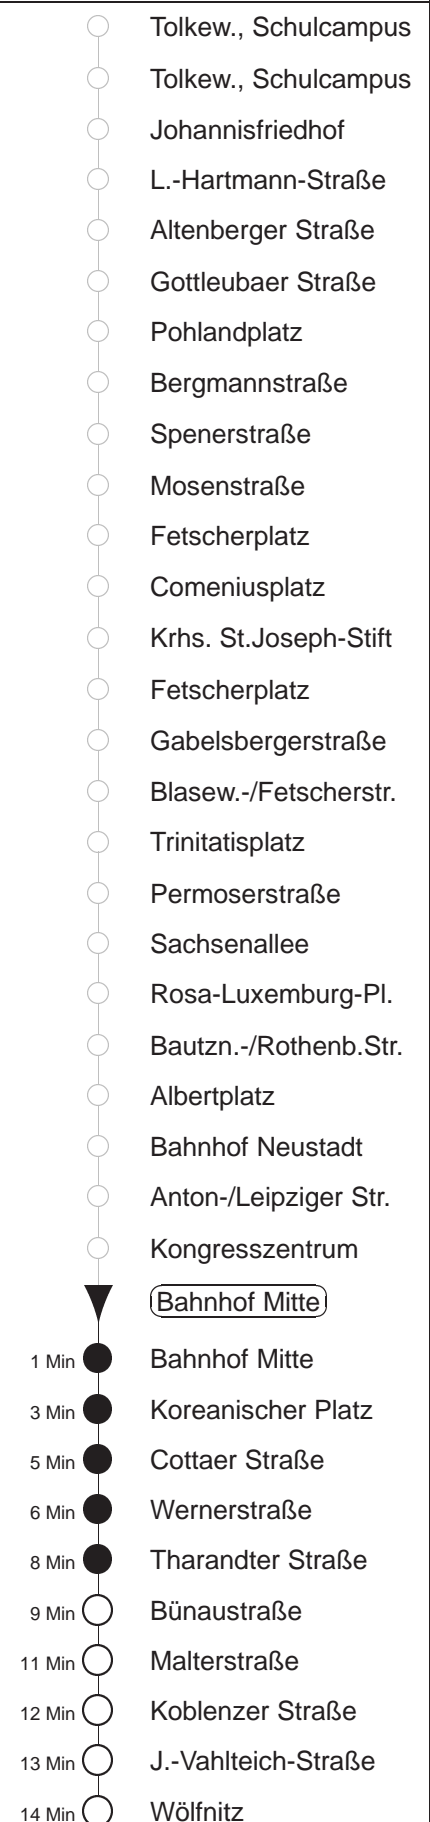 Tolkew., Schulcampus
Tolkew., Schulcampus
Johannisfriedhof
L.-Hartmann-Straße
Altenberger Straße
Gottleubaer Straße
Pohlandplatz
Bergmannstraße
Spenerstraße
Mosenstraße
Fetscherplatz
Comeniusplatz
Krhs. St.Joseph-Stift
Fetscherplatz
Gabelsbergerstraße
Blasew.-/Fetscherstr.
Trinitatisplatz
Permoserstraße
Sachsenallee
Rosa-Luxemburg-Pl.
Bautzn.-/Rothenb.Str.
Albertplatz
Bahnhof Neustadt
Anton-/Leipziger Str.
Kongresszentrum
Bahnhof Mitte
1 Min Bahnhof Mitte
3 Min Koreanischer Platz
5 Min Cottaer Straße
6 Min Wernerstraße
8 Min Tharandter Straße
9 Min Bünaustraße
11 Min Malterstraße
12 Min Koblenzer Straße
13 Min J.-Vahlteich-Straße
14 Min Wölfnitz